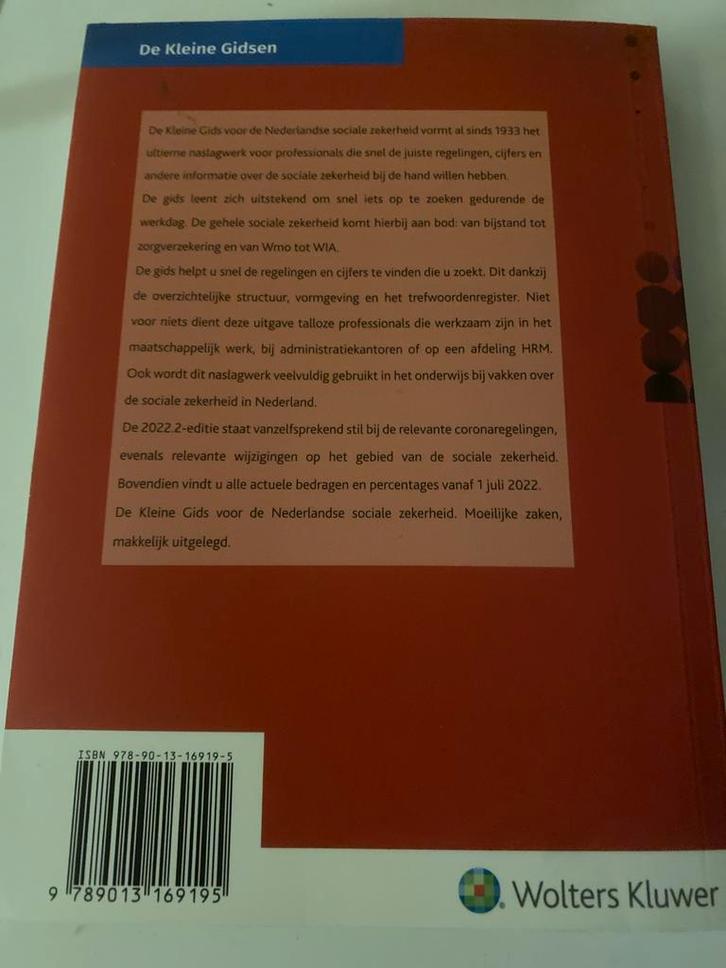 De Kleine Gidsen
De Kleine Gids voor de Nederlandse sociale zekerheid vormt al sinds 1933 het
ultieme naslagwerk voor professionals die snel de juiste regelingen, cijfers en
andere informatie over de sociale zekerheid bij de hand willen hebben.
De gids leent zich uitstekend om snel iets op te zoeken gedurende de
werkdag. De gehele sociale zekerheid komt hierbij aan bod: van bijstand tot
zorgverzekering en van Wmo tot WIA.
De gids helpt u snel de regelingen en cijfers te vinden die u zoekt. Dit dankzij
de overzichtelijke structuur, vormgeving en het trefwoordenregister. Niet
voor niets dient deze uitgave talloze professionals die werkzaam zijn in het
maatschappelijk werk, bij administratiekantoren of op een afdeling HRM.
Ook wordt dit naslagwerk veelvuldig gebruikt in het onderwijs bij vakken over
de sociale zekerheid in Nederland.
De 2022.2-editie staat vanzelfsprekend stil bij de relevante coronaregelingen,
evenals relevante wijzigingen op het gebied van de sociale zekerheid.
Bovendien vindt u alle actuele bedragen en percentages vanaf 1 juli 2022.
De Kleine Gids voor de Nederlandse sociale zekerheid. Moeilijke zaken,
makkelijk uitgelegd.
ISBN 978-90-13-16919-5
9 789013 169195
Wolters Kluwer